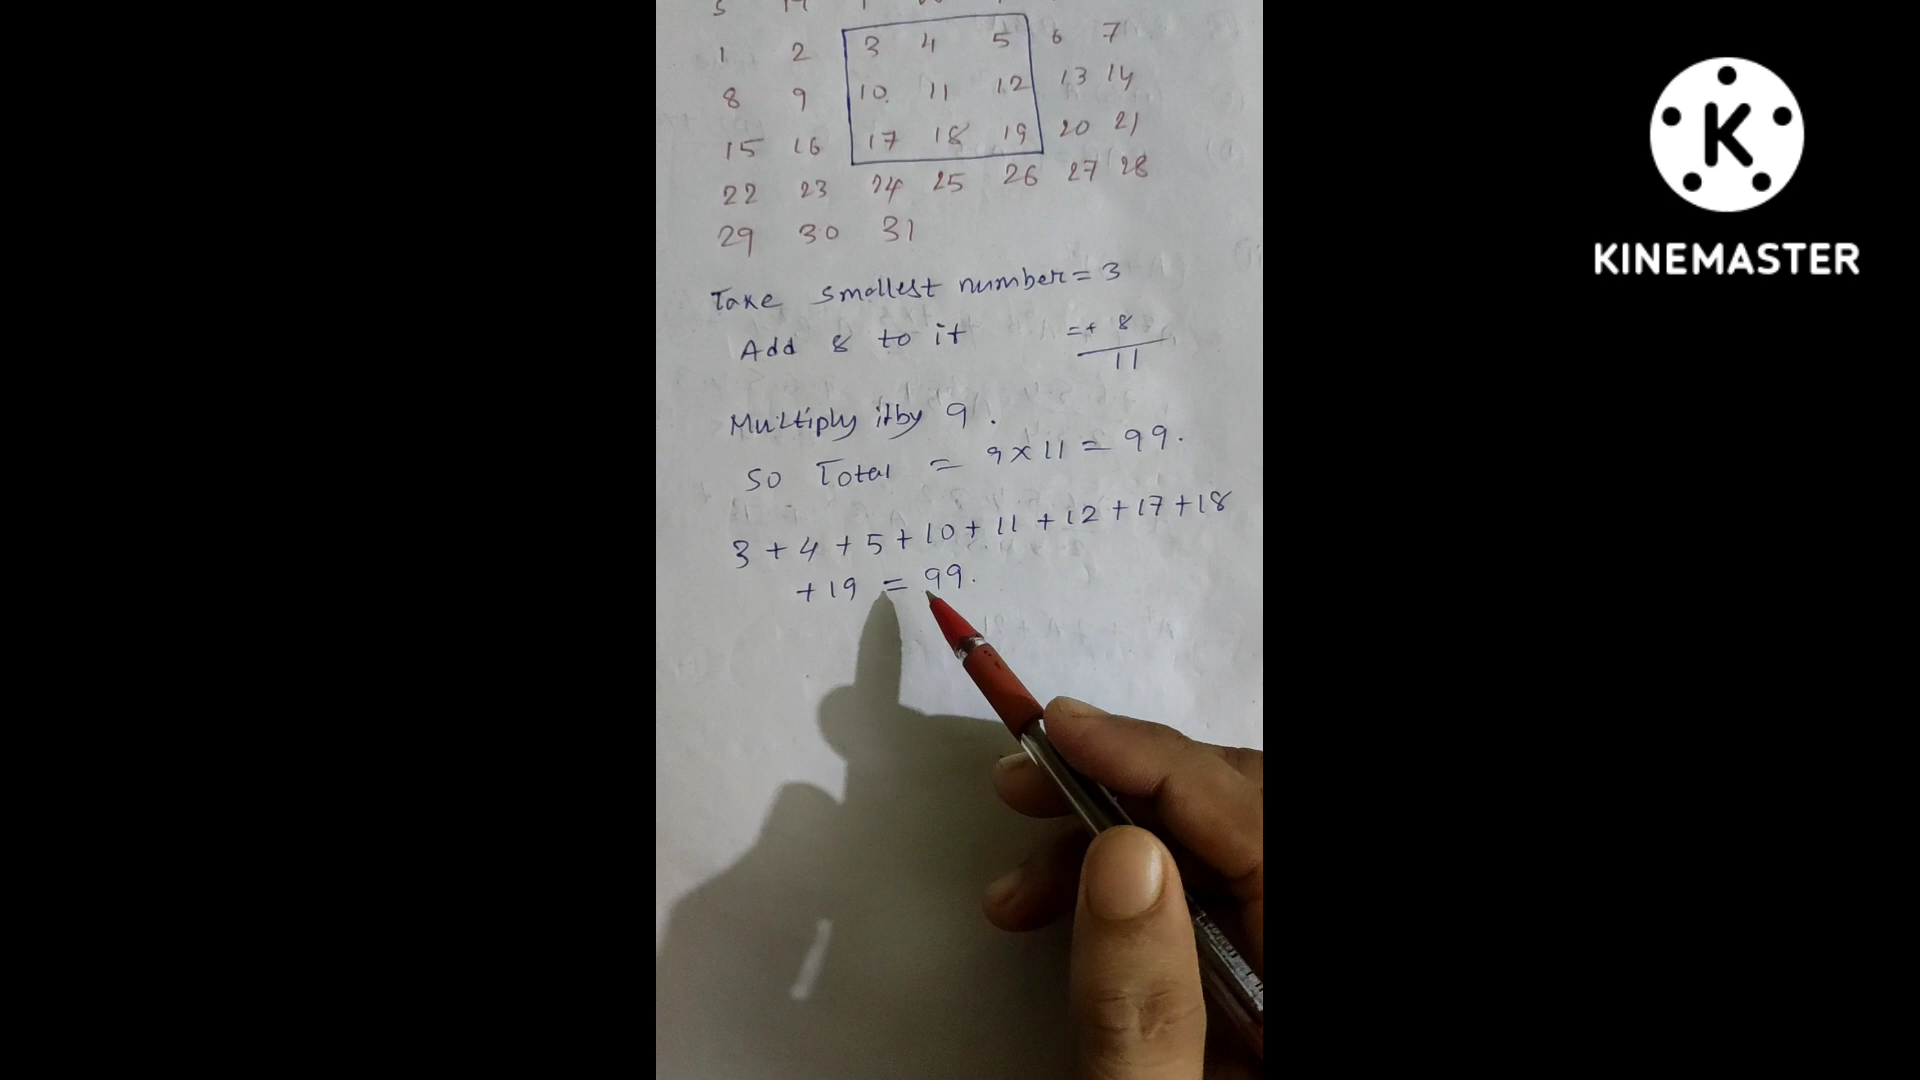 S M T
1 2 3 4 5 6 7
8 9 10 11 12 13 14
15 16 17 18 19 20 21
22 23 24 25 26 27 28
29 30 31
Take smallest number = 3
Add 8 to it = + 8
11
Multiply it by 9.
So Total = 9 x 11 = 99.
3 + 4 + 5 + 10 + 11 + 12 + 17 + 18
+ 19 = 99.
K
KINEMASTER